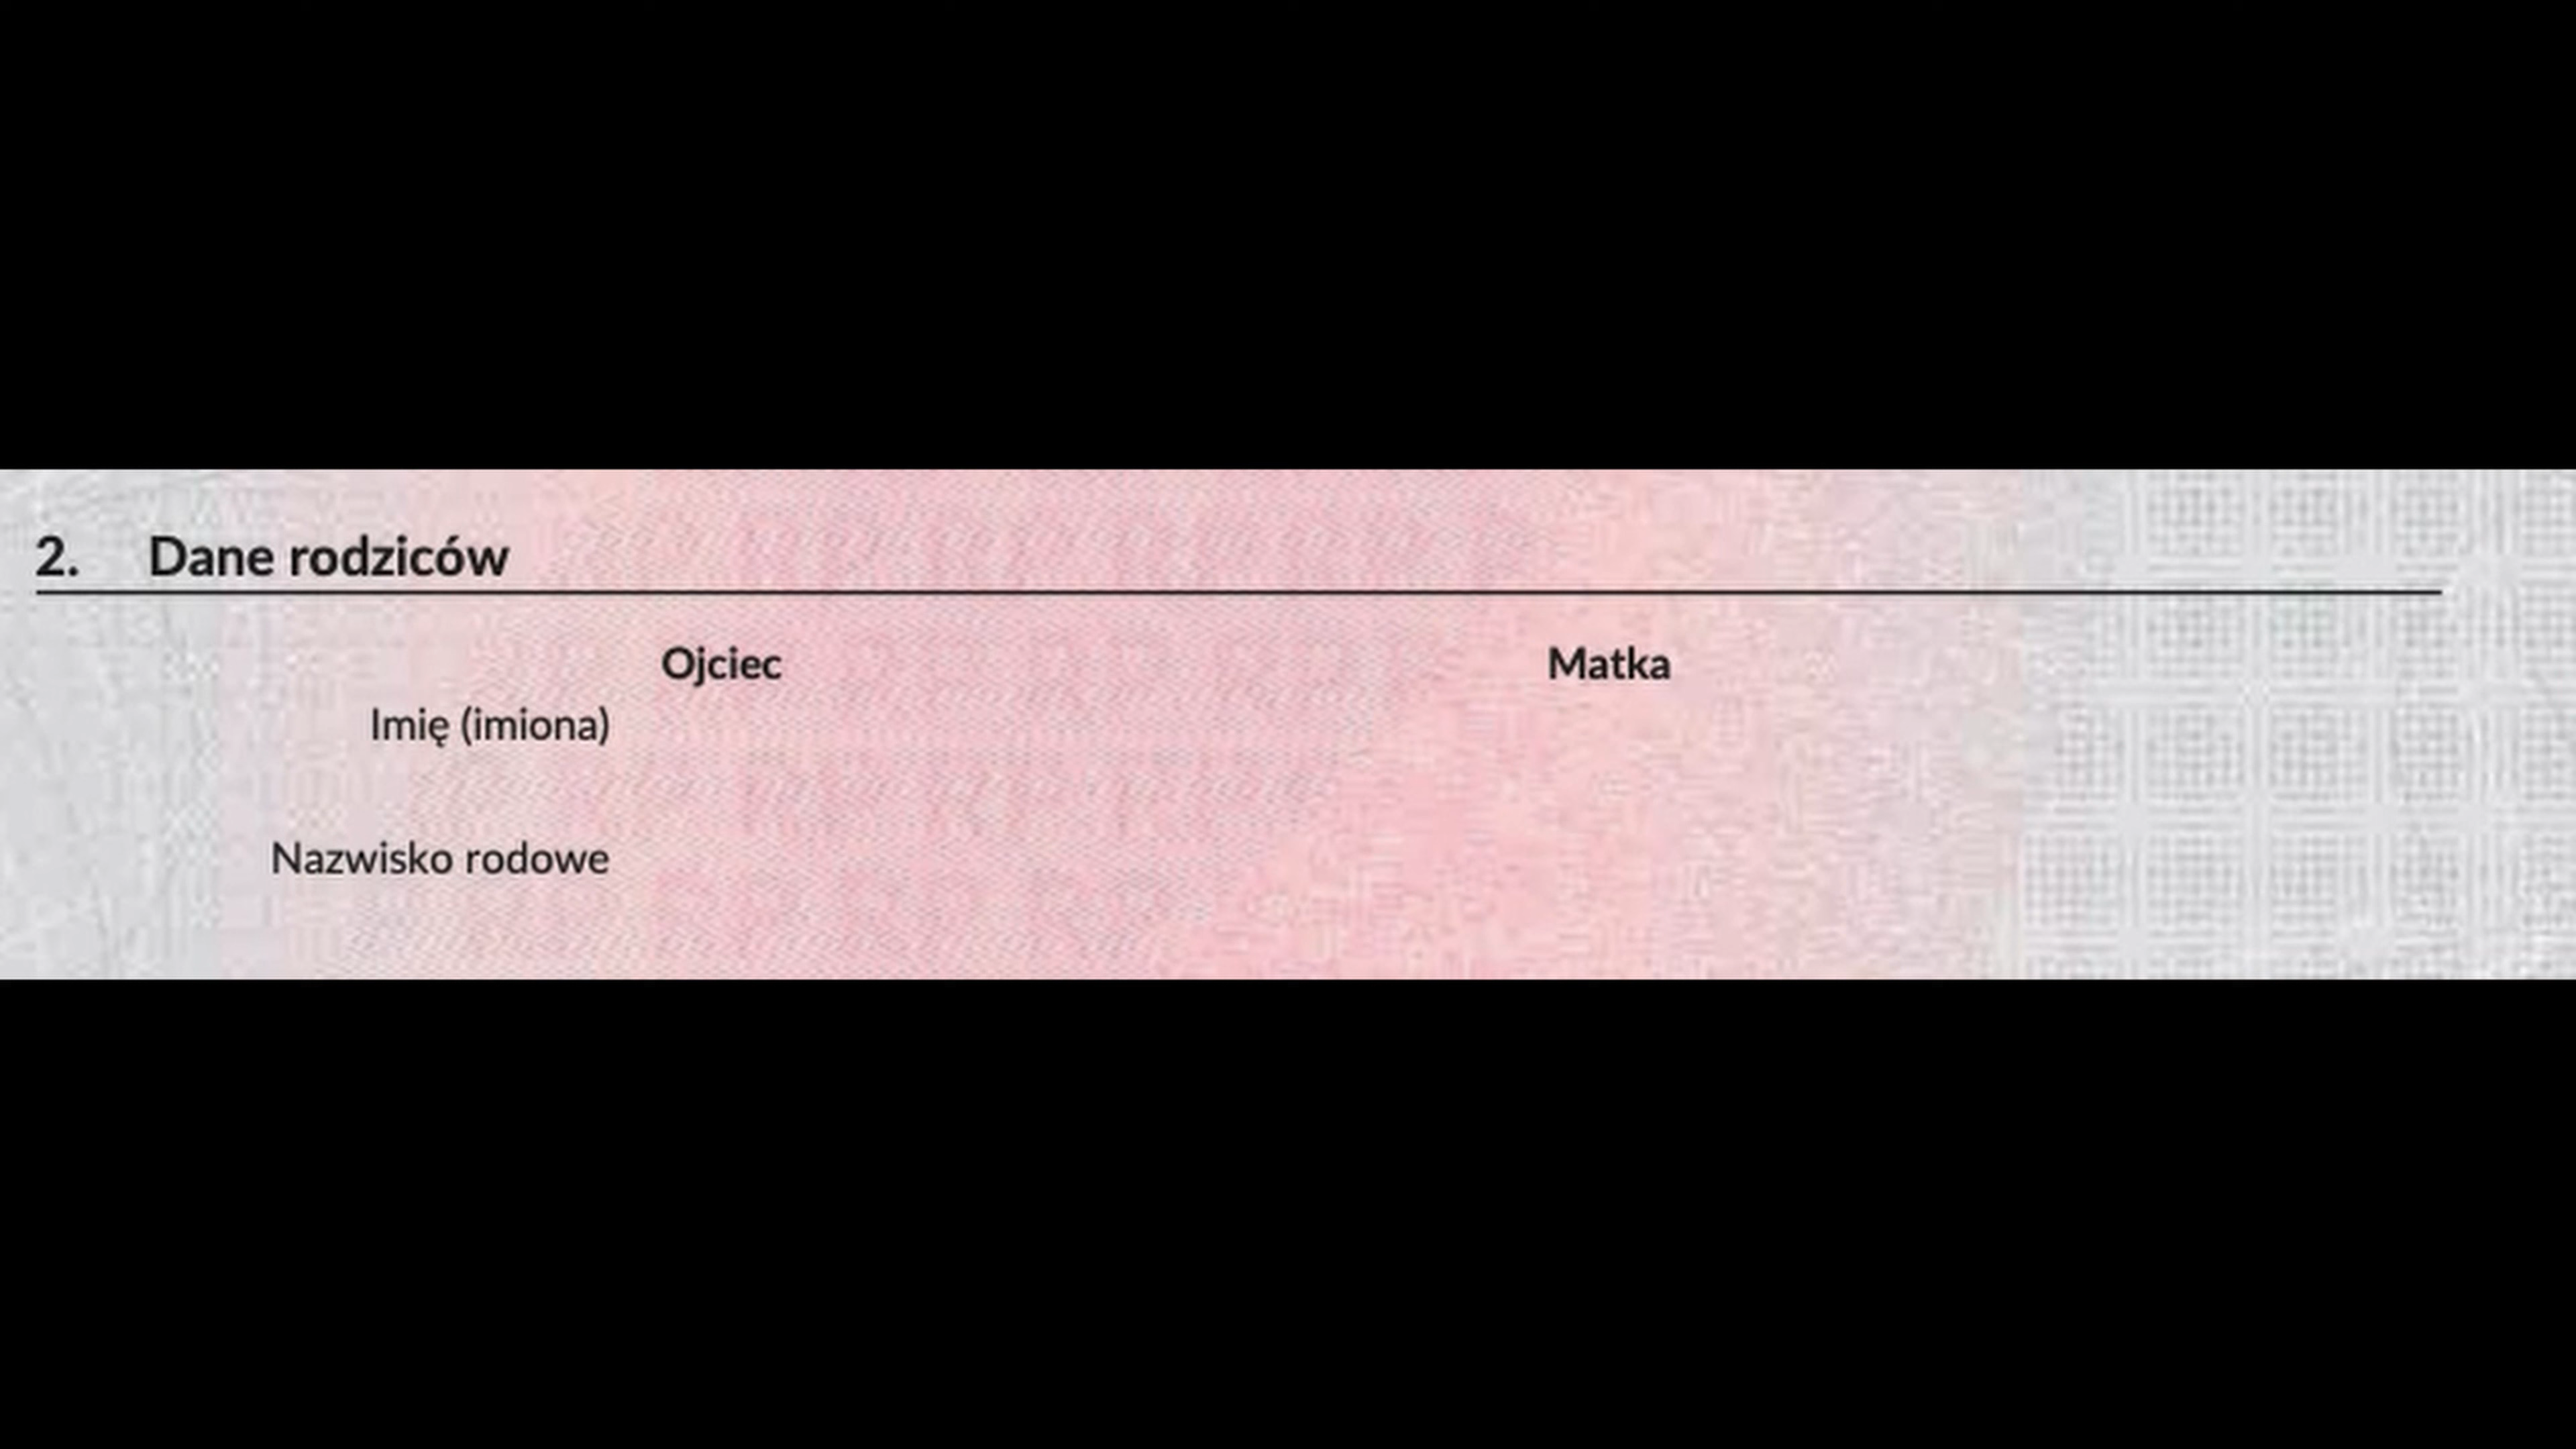 2. Dane rodziców
Ojciec Matka
Imię (imiona)
Nazwisko rodowe